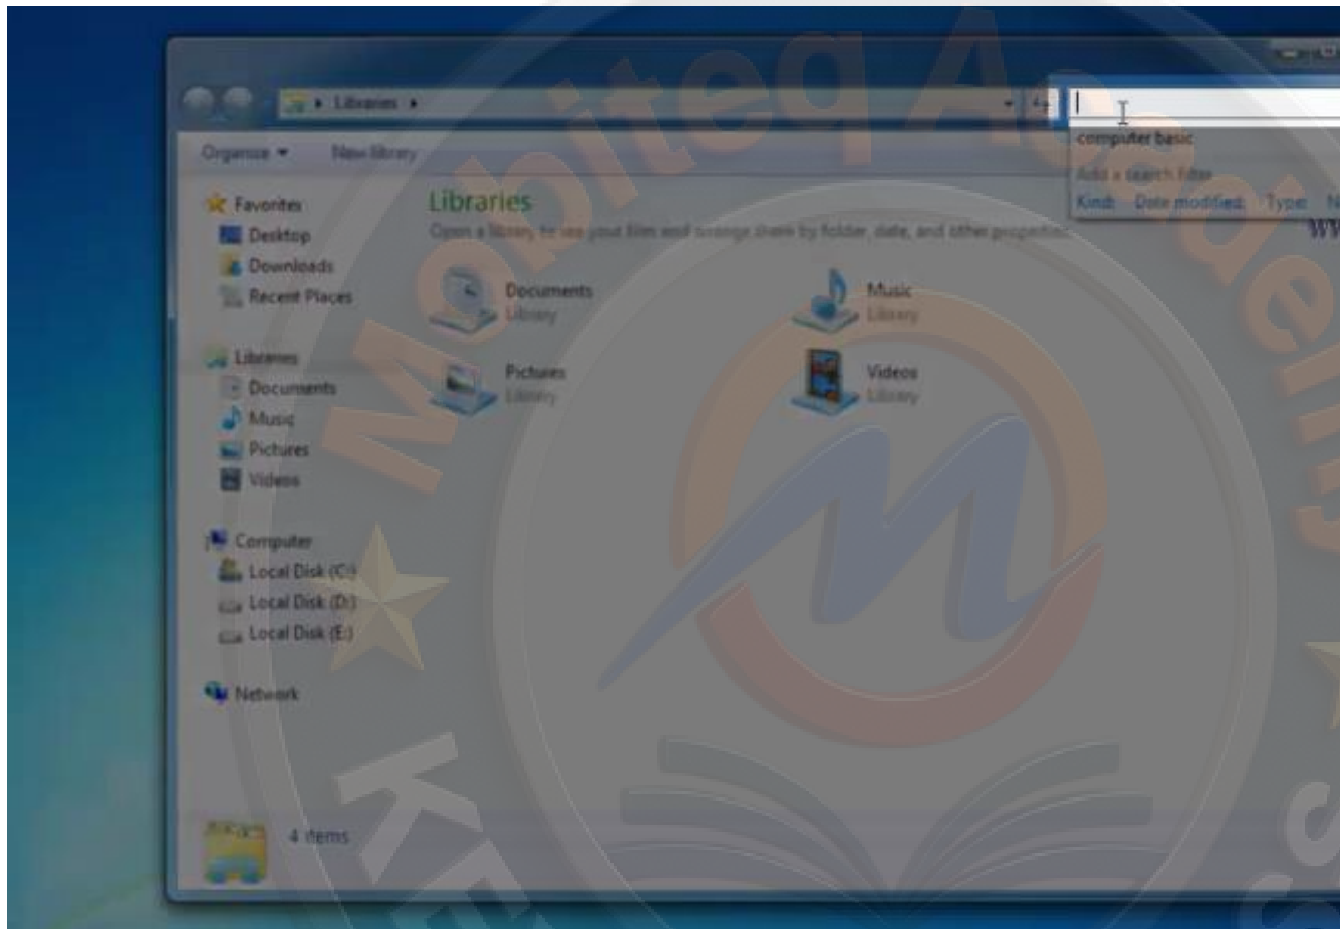 Libraries
Organize New library
computer basic
Add a search filter
Kind: Date modified: Type:
Favorites
Desktop
Downloads
Recent Places
Libraries
Documents
Music
Pictures
Videos
Computer
Local Disk (C:)
Local Disk (D:)
Local Disk (E:)
Network
Libraries
Open a library to see your files and arrange them by folder, date, and other properties.
Documents
Library
Music
Library
Pictures
Library
Videos
Library
4 items
Mobiteq Academy